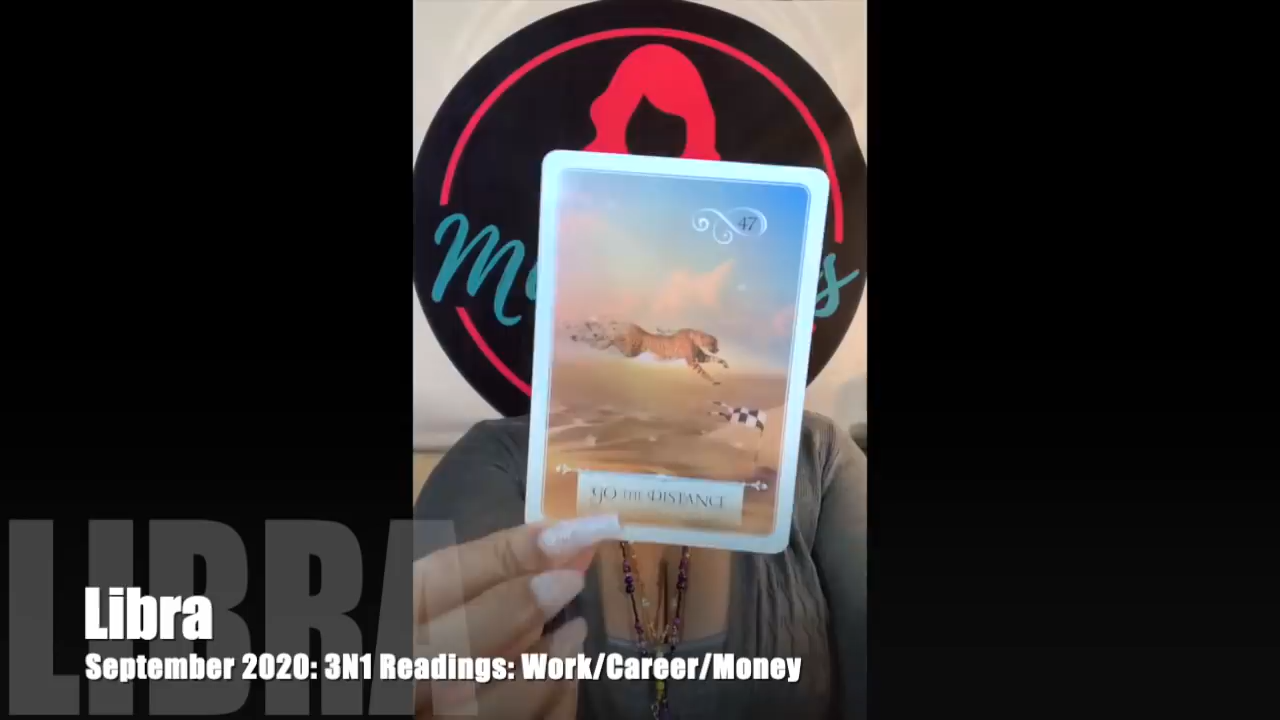 47
GO THE DISTANCE
LIBRA
Libra
September 2020: 3N1 Readings: Work/Career/Money